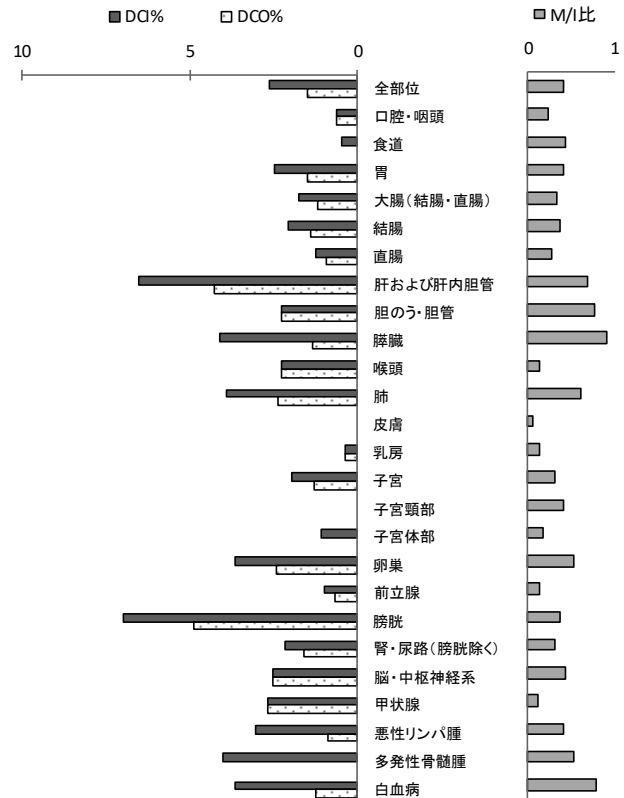 DCI% DCO% M/I比
10 5 0 0 1
全部位
口腔・咽頭
食道
胃
大腸(結腸・直腸)
結腸
直腸
肝および肝内胆管
胆のう・胆管
膵臓
喉頭
肺
皮膚
乳房
子宮
子宮頸部
子宮体部
卵巣
前立腺
膀胱
腎・尿路(膀胱除く)
脳・中枢神経系
甲状腺
悪性リンパ腫
多発性骨髄腫
白血病